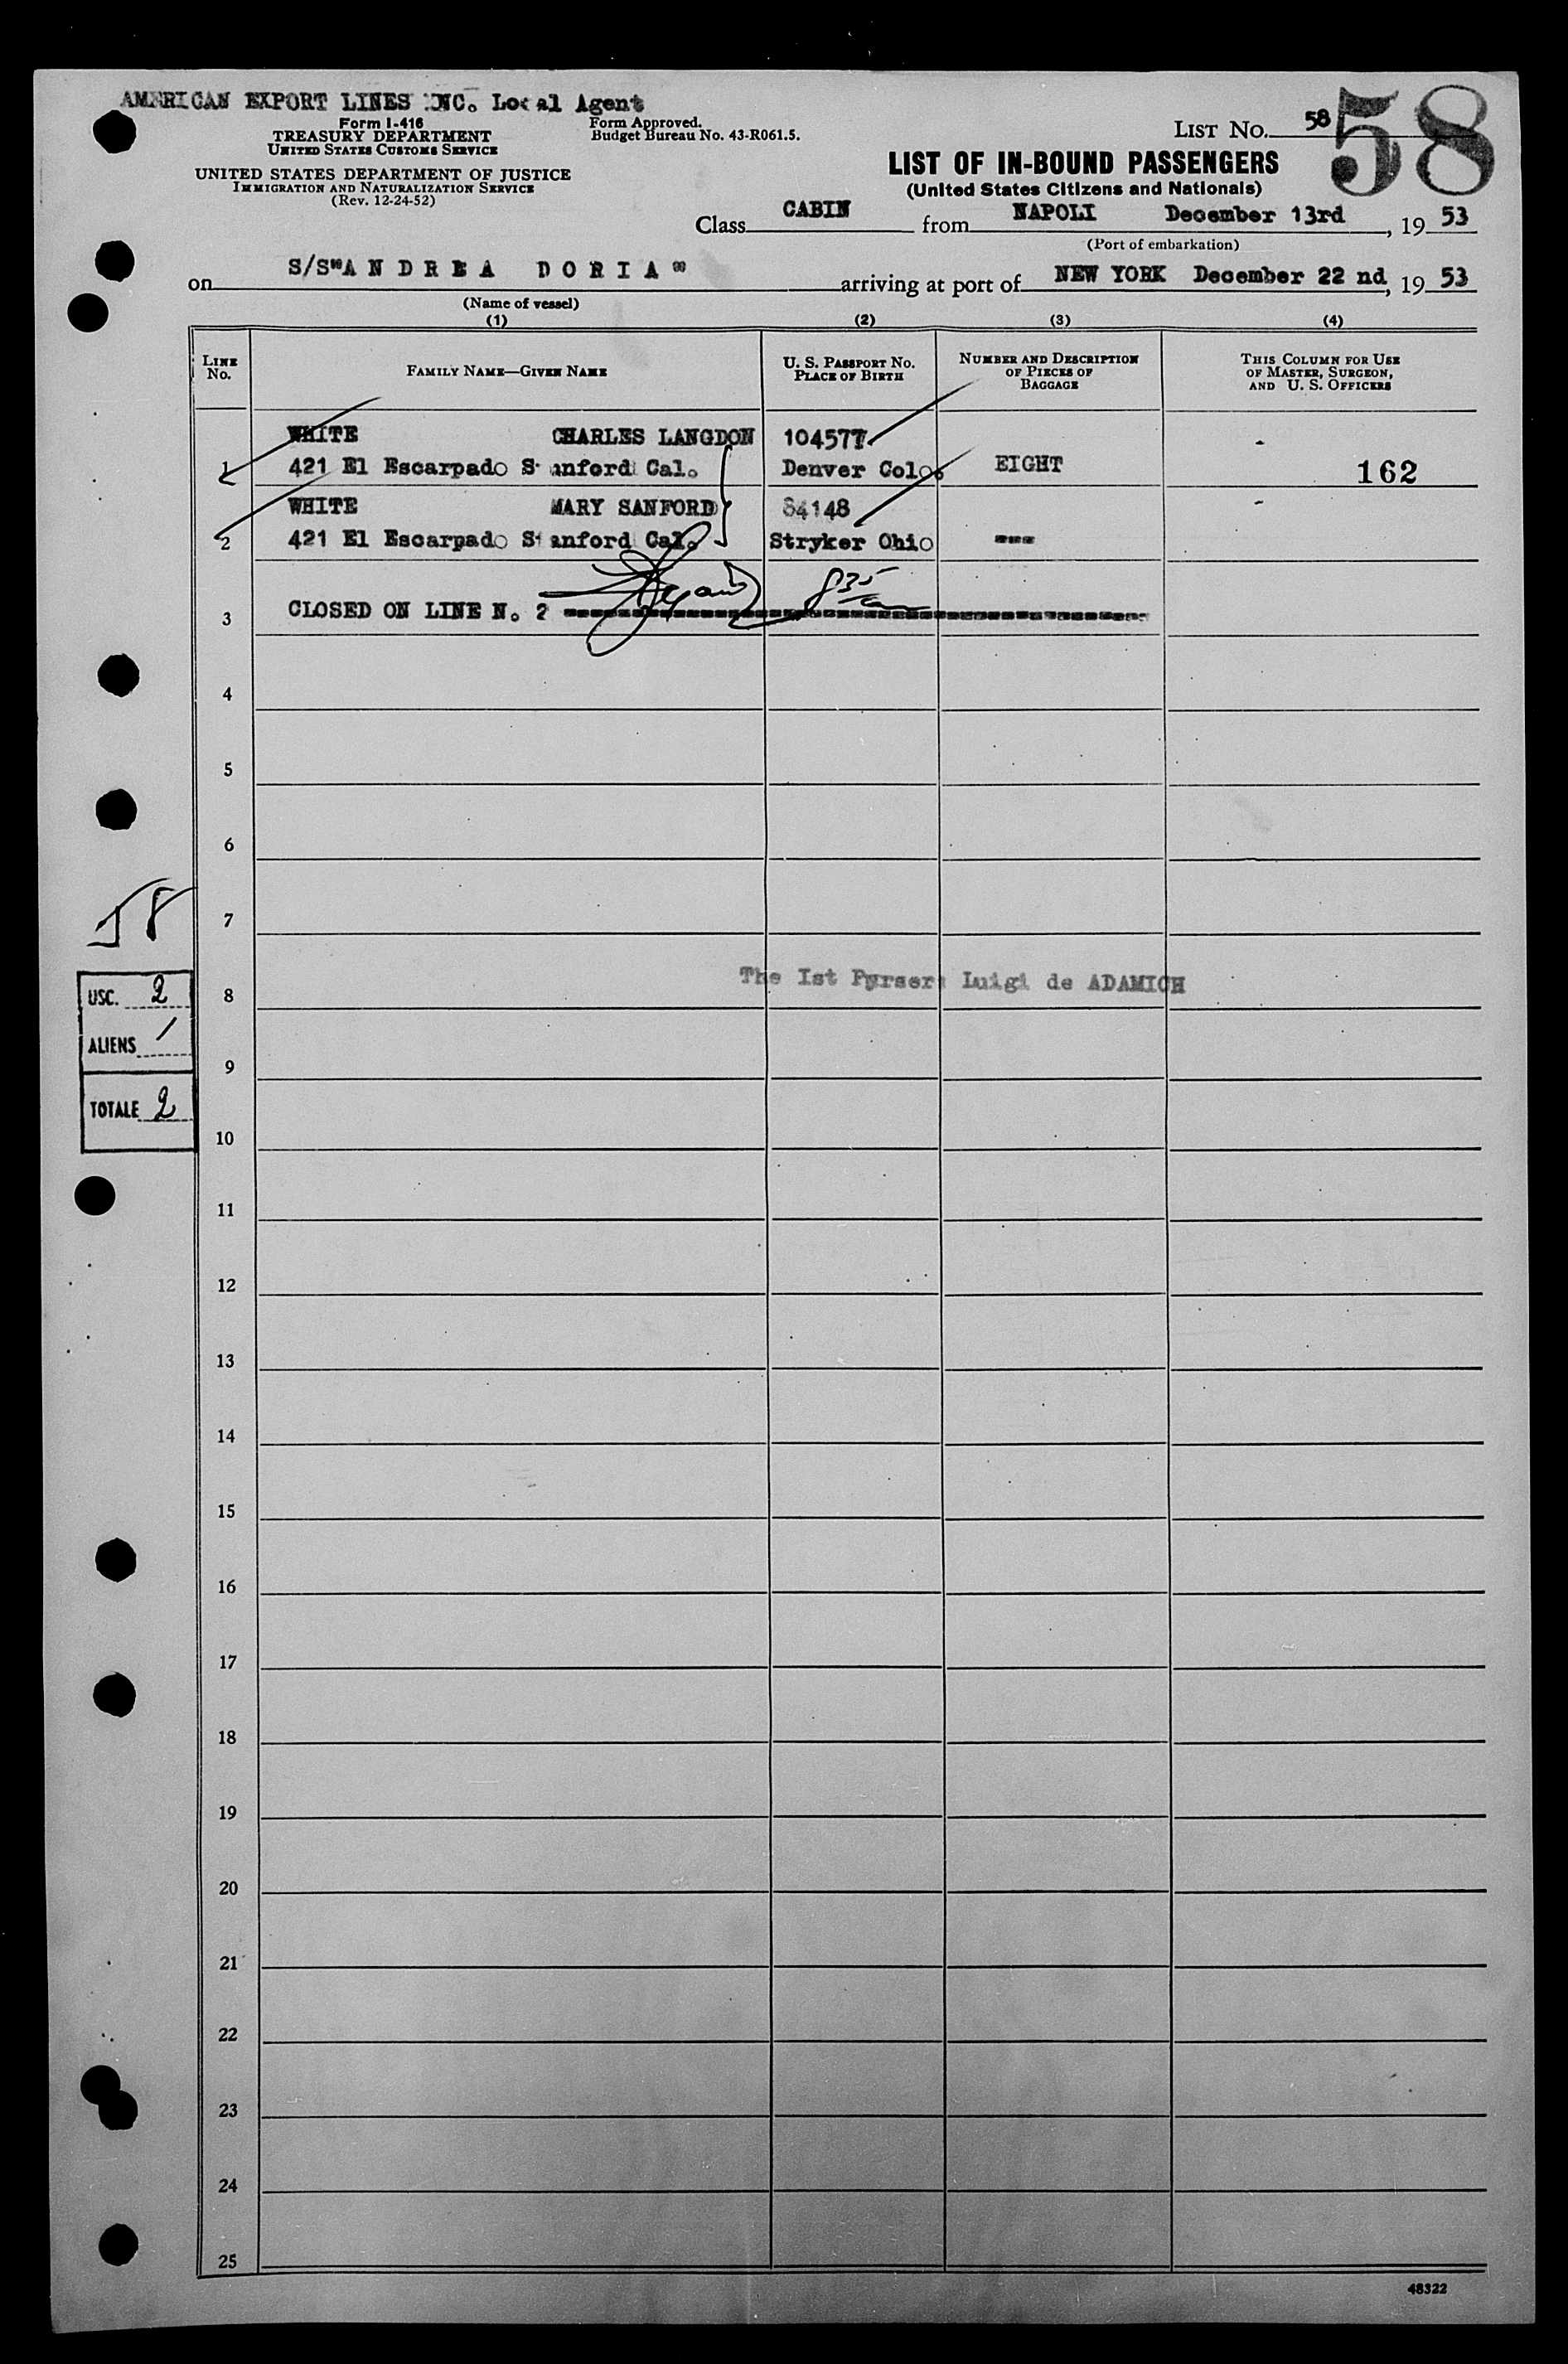 AMERICAN EXPORT LINES INC. Local Agent
Form I-416
TREASURY DEPARTMENT
UNITED STATES CUSTOMS SERVICE
Form Approved.
Budget Bureau No. 43-R061.5.
UNITED STATES DEPARTMENT OF JUSTICE
IMMIGRATION AND NATURALIZATION SERVICE
(Rev. 12-24-52)
LIST NO. 58
58
LIST OF IN-BOUND PASSENGERS
(United States Citizens and Nationals)
Class CABIN from NAPOLI December 13rd, 19 53
(Port of embarkation)
on S/S"ANDREA DORIA" arriving at port of NEW YORK December 22 nd, 19 53
(Name of vessel)
(1) (2) (3) (4)
LINE NO. FAMILY NAME—GIVEN NAME U. S. PASSPORT NO. PLACE OF BIRTH NUMBER AND DESCRIPTION OF PIECES OF BAGGAGE THIS COLUMN FOR USE OF MASTER, SURGEON, AND U. S. OFFICERS
WHITE CHARLES LANGDON 104577 -
1 421 El Escarpado Stanford Cal. Denver Colo. EIGHT 162
WHITE MARY SANFORD 84148 -
2 421 El Escarpado Stanford Cal. Stryker Ohio ---
3 CLOSED ON LINE N. 2
4
5
6
58
7
The Ist Purser: Luigi de ADAMICH
USC. 2
8
ALIENS /
9
TOTALE 2
10
11
12
13
14
15
16
17
18
19
20
21
22
23
24
25
48322